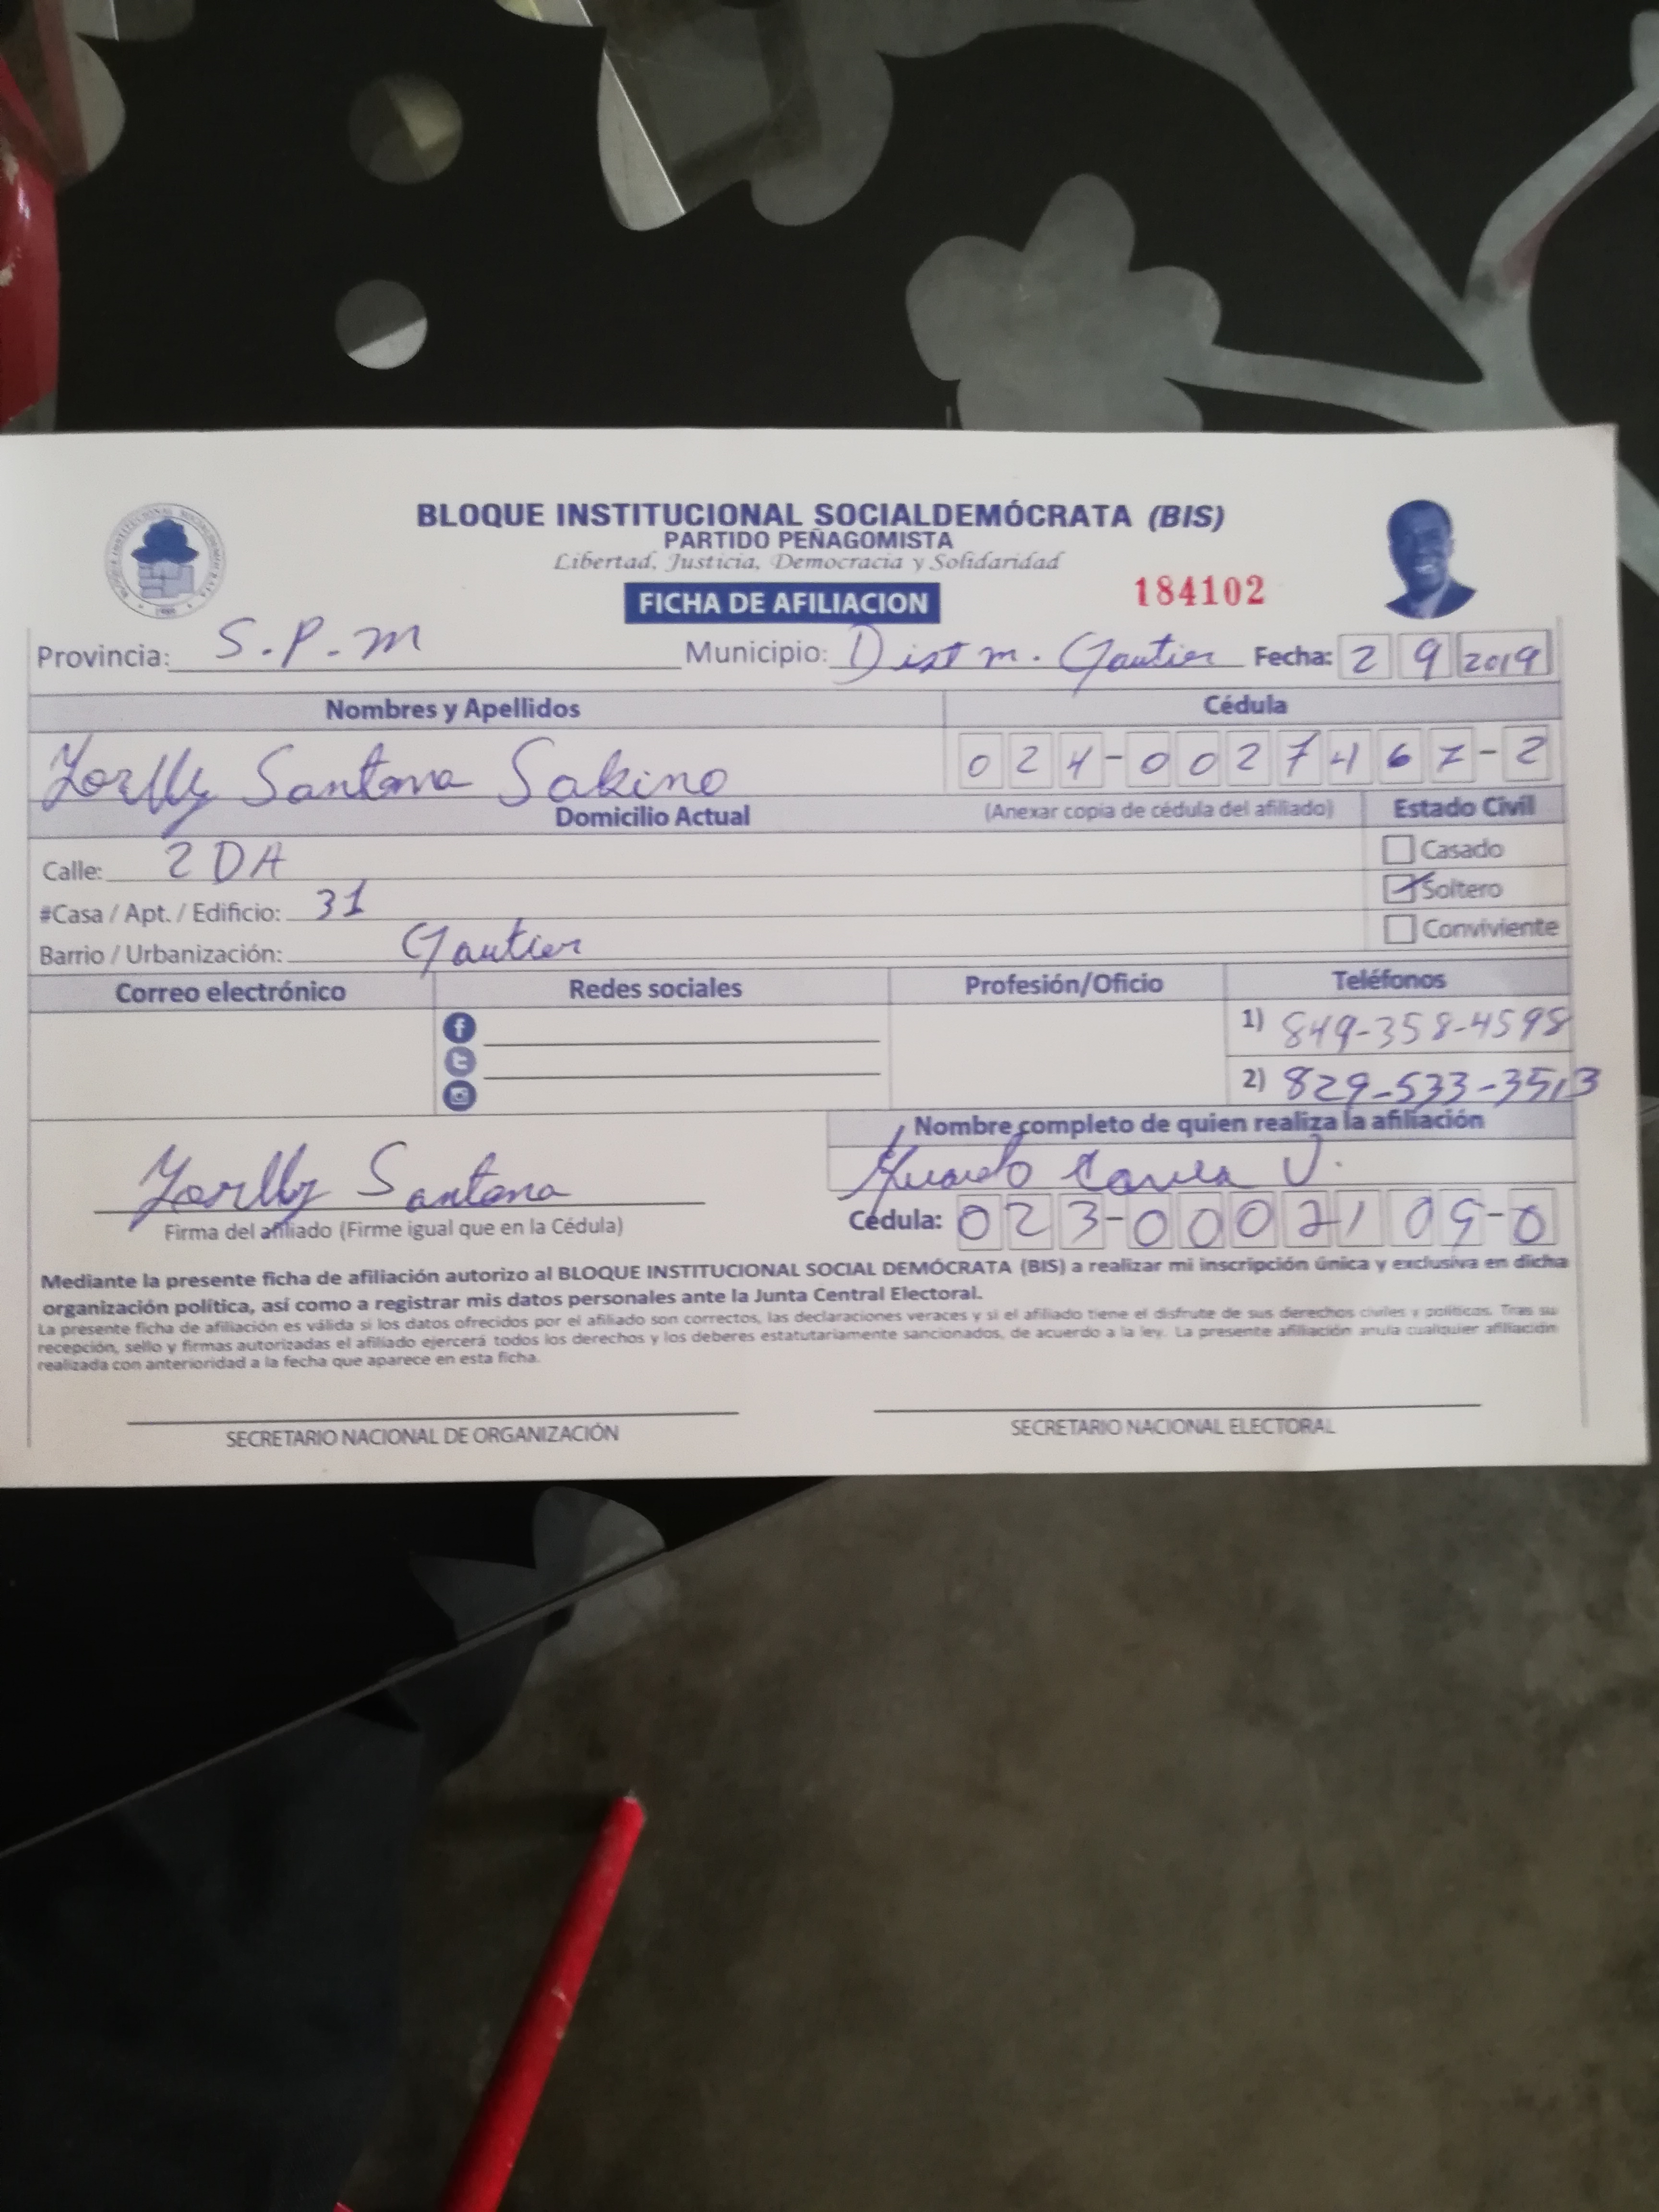 BLOQUE INSTITUCIONAL SOCIALDEMÓCRATA (BIS)
PARTIDO PEÑAGOMISTA
Libertad, Justicia, Democracia y Solidaridad
FICHA DE AFILIACION
184102
Provincia: S.P.M Municipio: Dist m. Gautier Fecha: 2 9 2019
Nombres y Apellidos Cédula
Yorlly Santana Sakino 024-0027467-2
Domicilio Actual (Anexar copia de cédula del afiliado) Estado Civil
Calle: 2DA Casado
#Casa / Apt. / Edificio: 31 Soltero
Barrio / Urbanización: Gautier Conviviente
Correo electrónico Redes sociales Profesión/Oficio Teléfonos
1) 849-358-4598
2) 829-533-3513
Nombre completo de quien realiza la afiliación
Yorlly Santana
Firma del afiliado (Firme igual que en la Cédula)
Cédula: 023-0002109-0
Mediante la presente ficha de afiliación autorizo al BLOQUE INSTITUCIONAL SOCIAL DEMÓCRATA (BIS) a realizar mi inscripción única y exclusiva en dicha
organización política, así como a registrar mis datos personales ante la Junta Central Electoral.
La presente ficha de afiliación es válida si los datos ofrecidos por el afiliado son correctos, las declaraciones veraces y si el afiliado tiene el disfrute de sus derechos civiles y políticos. Tras su
recepción, sello y firmas autorizadas el afiliado ejercerá todos los derechos y los deberes estatutariamente sancionados, de acuerdo a la ley. La presente afiliación anula cualquier afiliación
realizada con anterioridad a la fecha que aparece en esta ficha.
SECRETARIO NACIONAL DE ORGANIZACIÓN SECRETARIO NACIONAL ELECTORAL